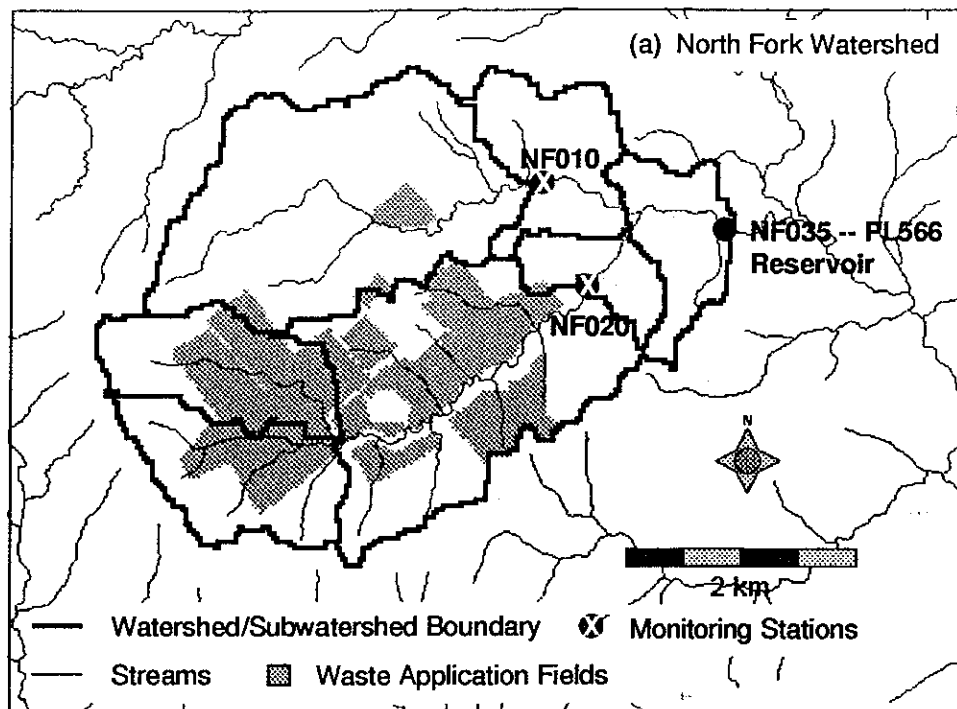 (a) North Fork Watershed
NF010
NF035 -- PL566
Reservoir
NF020
N
2 km
Watershed/Subwatershed Boundary
X Monitoring Stations
Streams
Waste Application Fields